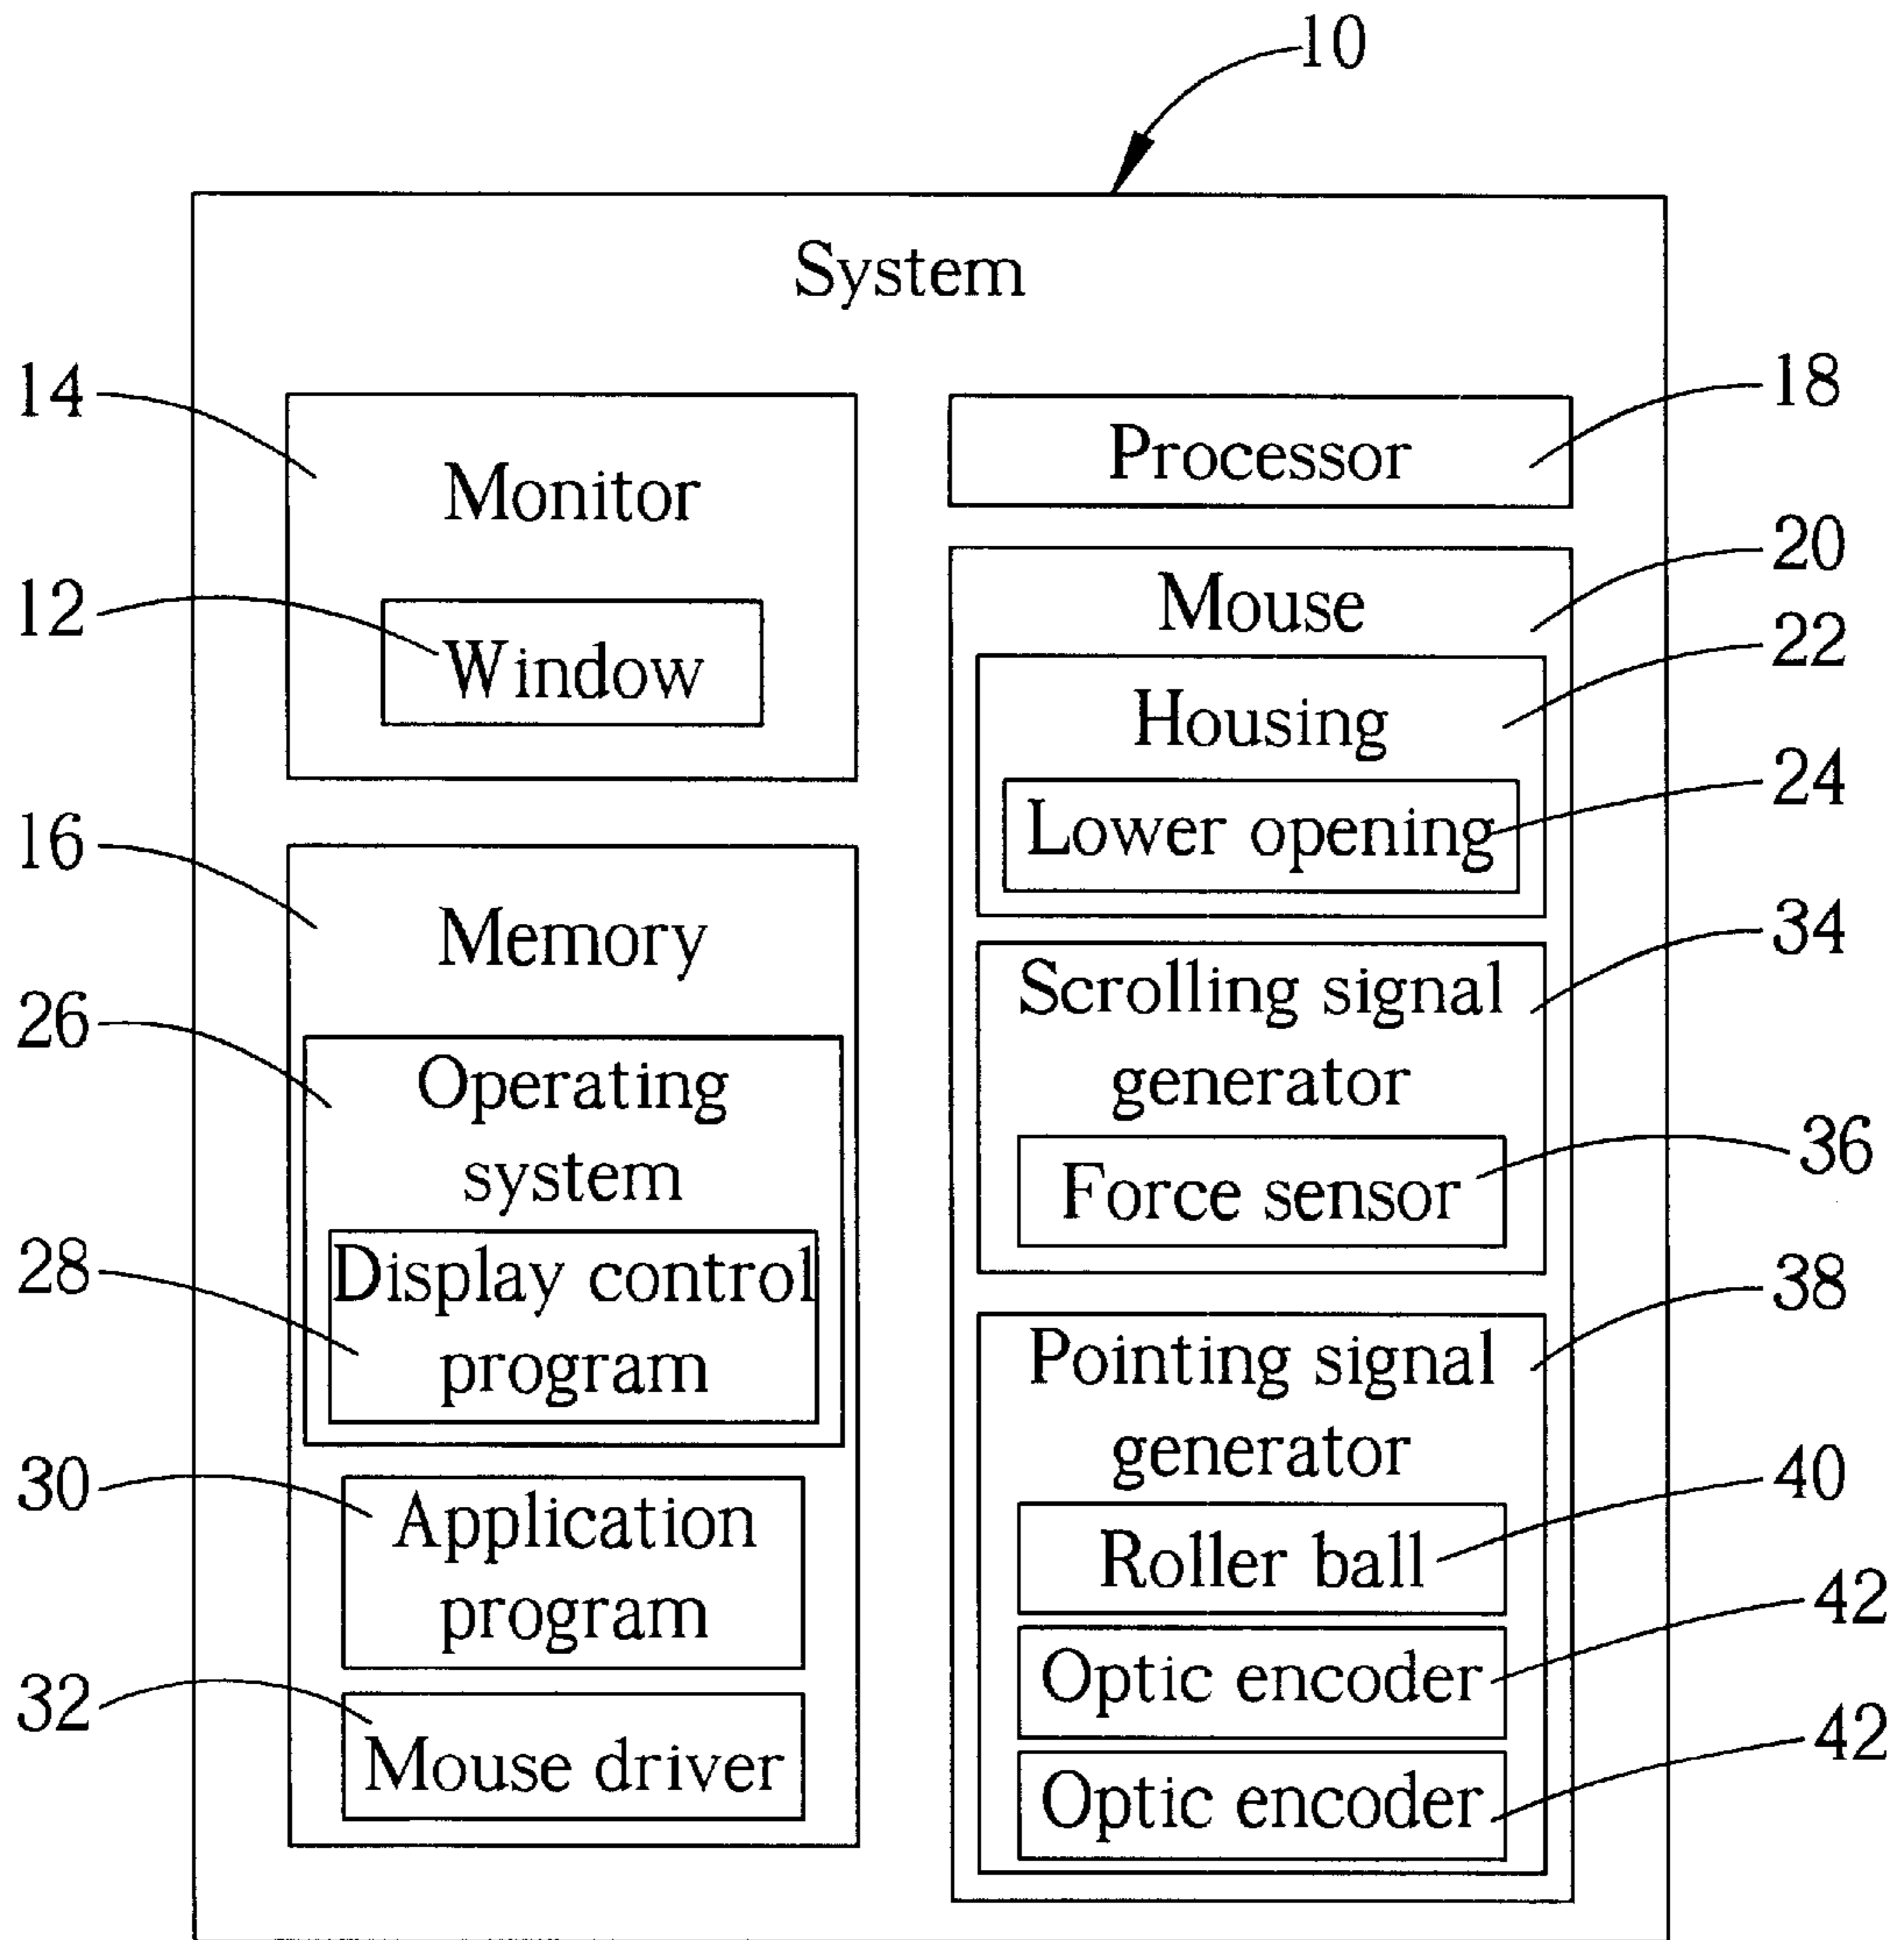 10
System
14
Monitor
12
Window
16
Memory
26
Operating
system
28
Display control
program
30
Application
program
32
Mouse driver
18
Processor
20
Mouse
22
Housing
24
Lower opening
34
Scrolling signal
generator
36
Force sensor
38
Pointing signal
generator
40
Roller ball
42
Optic encoder
42
Optic encoder